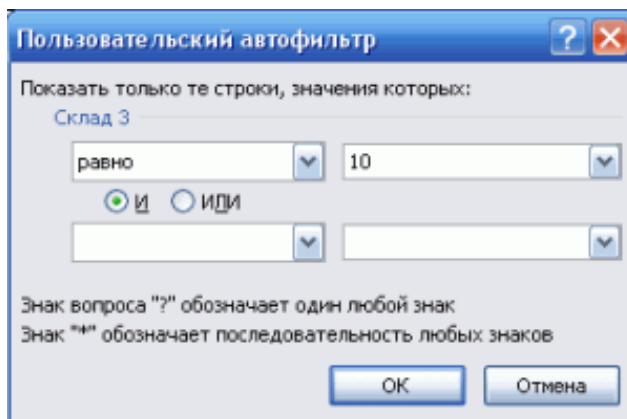 Пользовательский автофильтр
Показать только те строки, значения которых:
Склад 3
равно 10
И ИЛИ
Знак вопроса "?" обозначает один любой знак
Знак "*" обозначает последовательность любых знаков
ОК Отмена